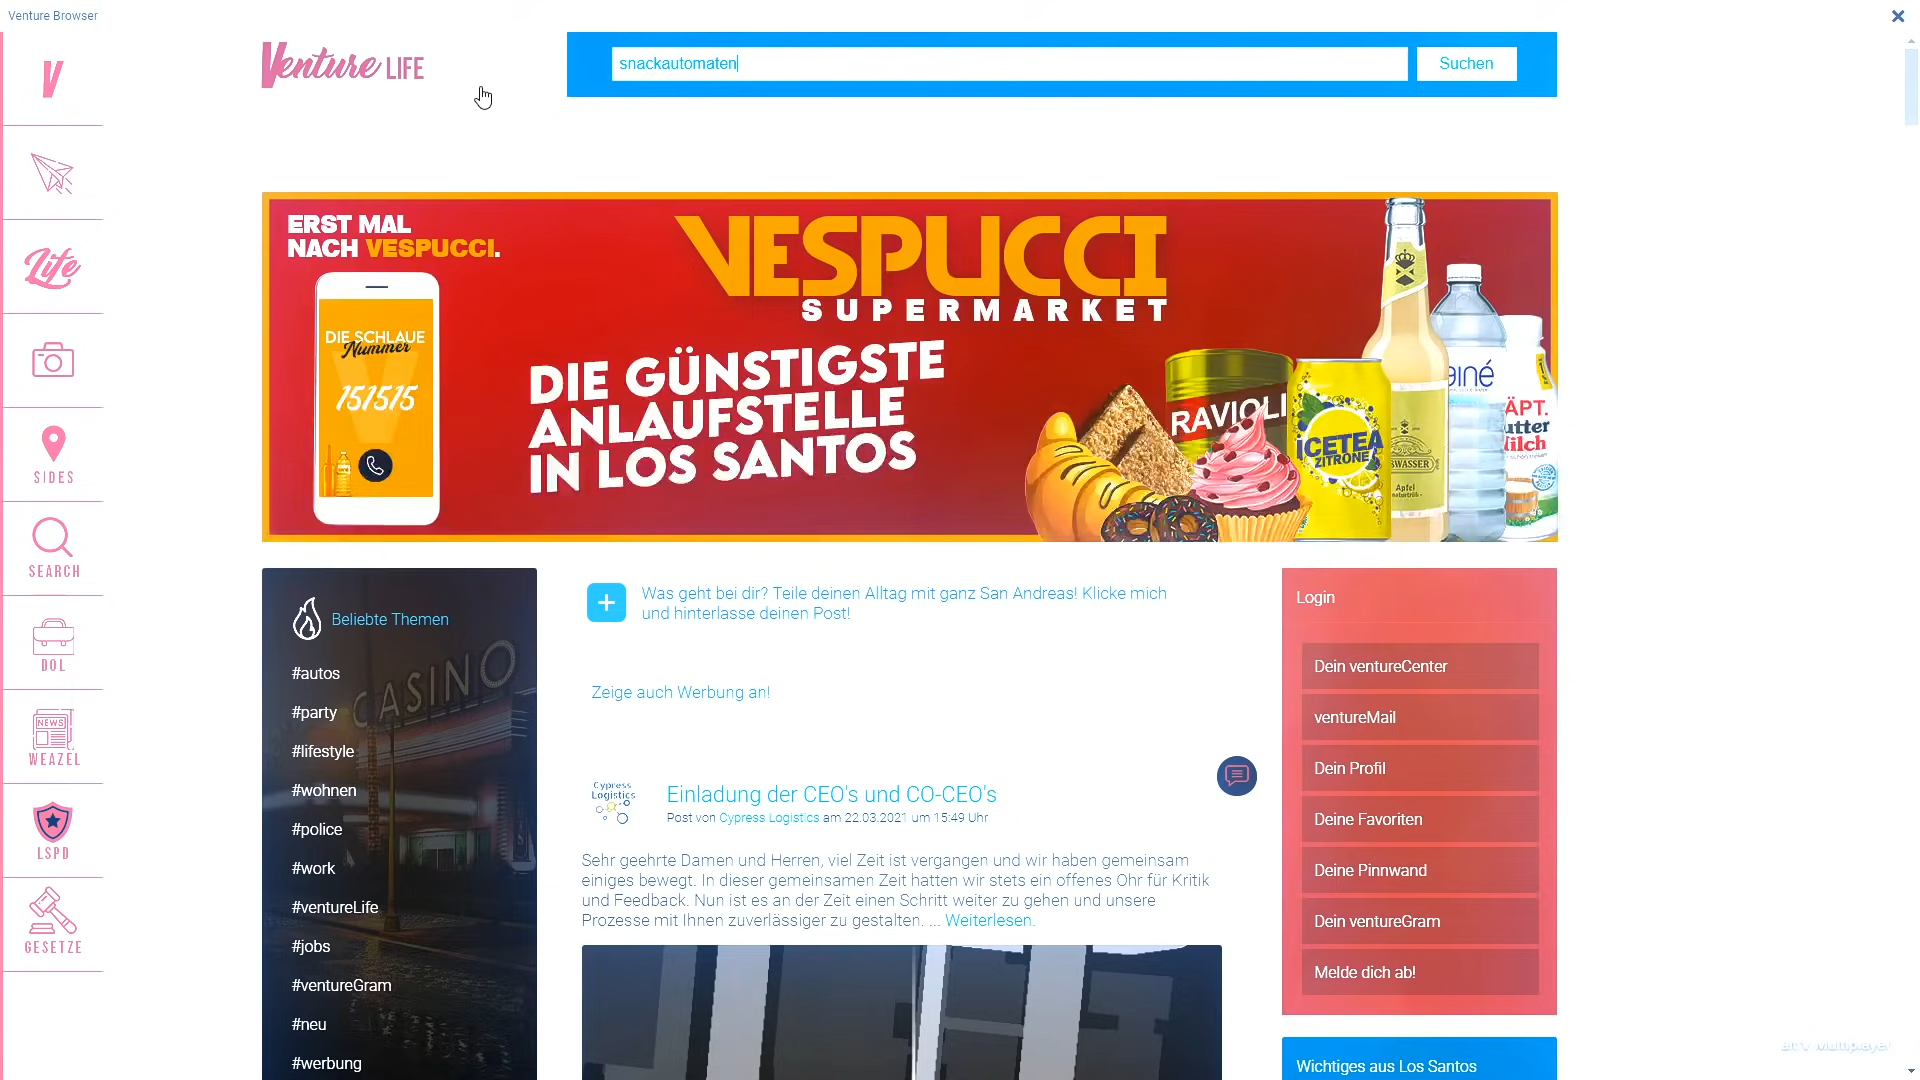 Venture Browser
Venture LIFE
snackautomaten
Suchen
V
Life
SIDES
SEARCH
DOL
NEWS
WEAZEL
LSPD
GESETZE
ERST MAL
NACH VESPUCCI.
DIE SCHLAUE
Nummer
151515
VESPUCCI
SUPERMARKET
DIE GÜNSTIGSTE
ANLAUFSTELLE
IN LOS SANTOS
RAVIOLI
ICETEA
ZITRONE
Apfel
Beliebte Themen
#autos
#party
#lifestyle
#wohnen
#police
#work
#ventureLife
#jobs
#ventureGram
#neu
#werbung
CASINO
Was geht bei dir? Teile deinen Alltag mit ganz San Andreas! Klicke mich
und hinterlasse deinen Post!
Zeige auch Werbung an!
Cypress
Logistics
Einladung der CEO's und CO-CEO's
Post von Cypress Logistics am 22.03.2021 um 15:49 Uhr
Sehr geehrte Damen und Herren, viel Zeit ist vergangen und wir haben gemeinsam
einiges bewegt. In dieser gemeinsamen Zeit hatten wir stets ein offenes Ohr für Kritik
und Feedback. Nun ist es an der Zeit einen Schritt weiter zu gehen und unsere
Prozesse mit Ihnen zuverlässiger zu gestalten. ... Weiterlesen.
Login
Dein ventureCenter
ventureMail
Dein Profil
Deine Favoriten
Deine Pinnwand
Dein ventureGram
Melde dich ab!
Wichtiges aus Los Santos
alt:V Multiplayer